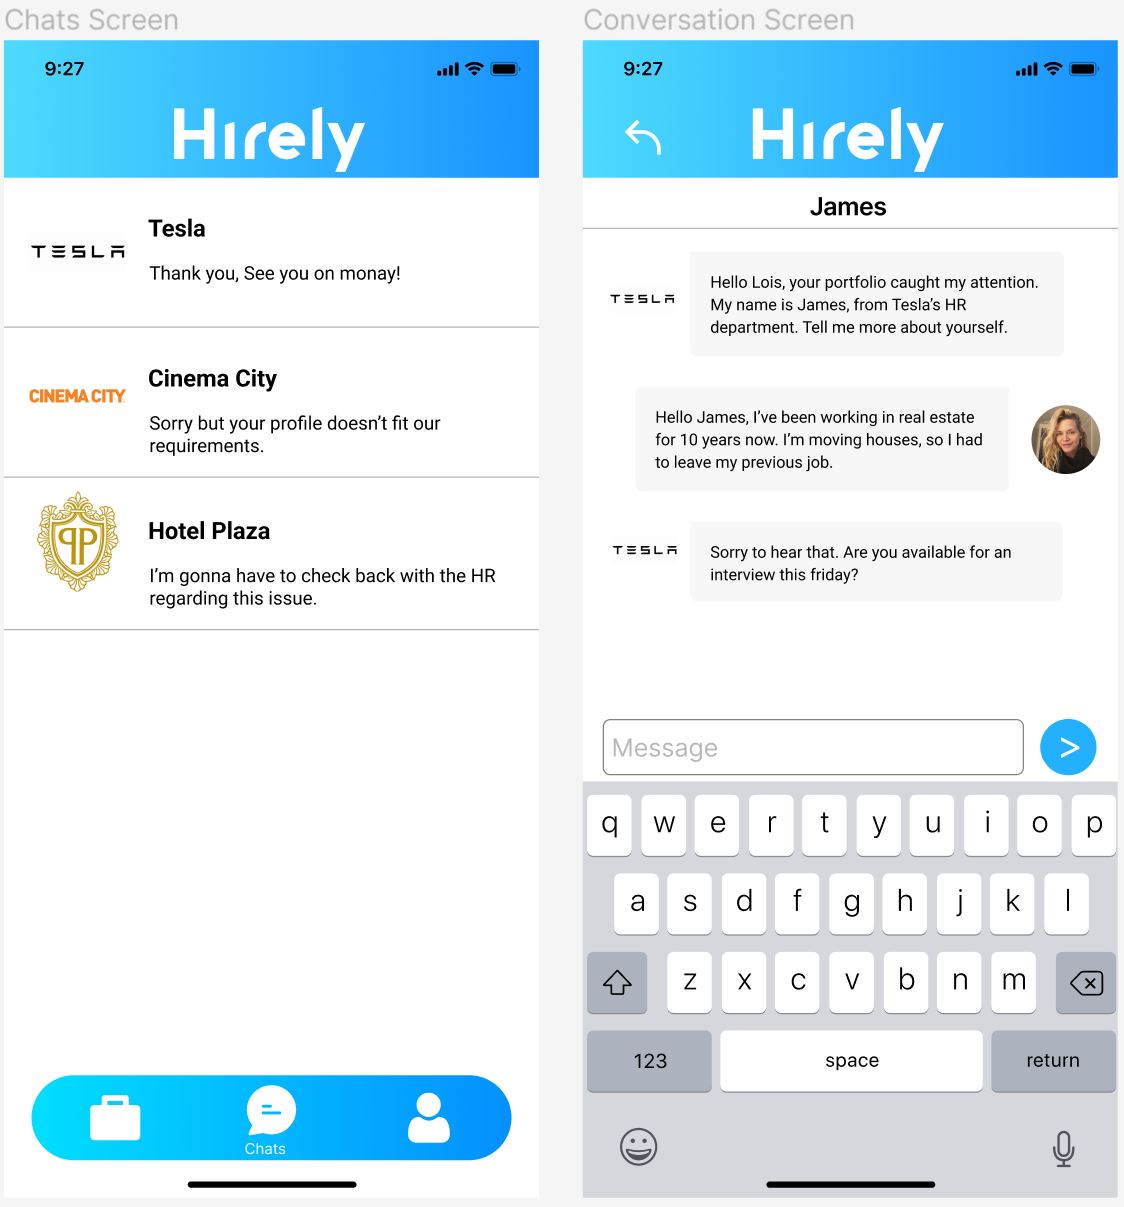 Chats Screen
9:27
Hırely
TESLA
Tesla
Thank you, See you on monay!
CINEMA CITY
Cinema City
Sorry but your profile doesn't fit our
requirements.
PP
Hotel Plaza
I'm gonna have to check back with the HR
regarding this issue.
Chats
Conversation Screen
9:27
Hırely
James
TESLA
Hello Lois, your portfolio caught my attention.
My name is James, from Tesla's HR
department. Tell me more about yourself.
Hello James, I've been working in real estate
for 10 years now. I'm moving houses, so I had
to leave my previous job.
TESLA
Sorry to hear that. Are you available for an
interview this friday?
Message
>
q w e r t y u i o p
a s d f g h j k l
z x c v b n m
123 space return